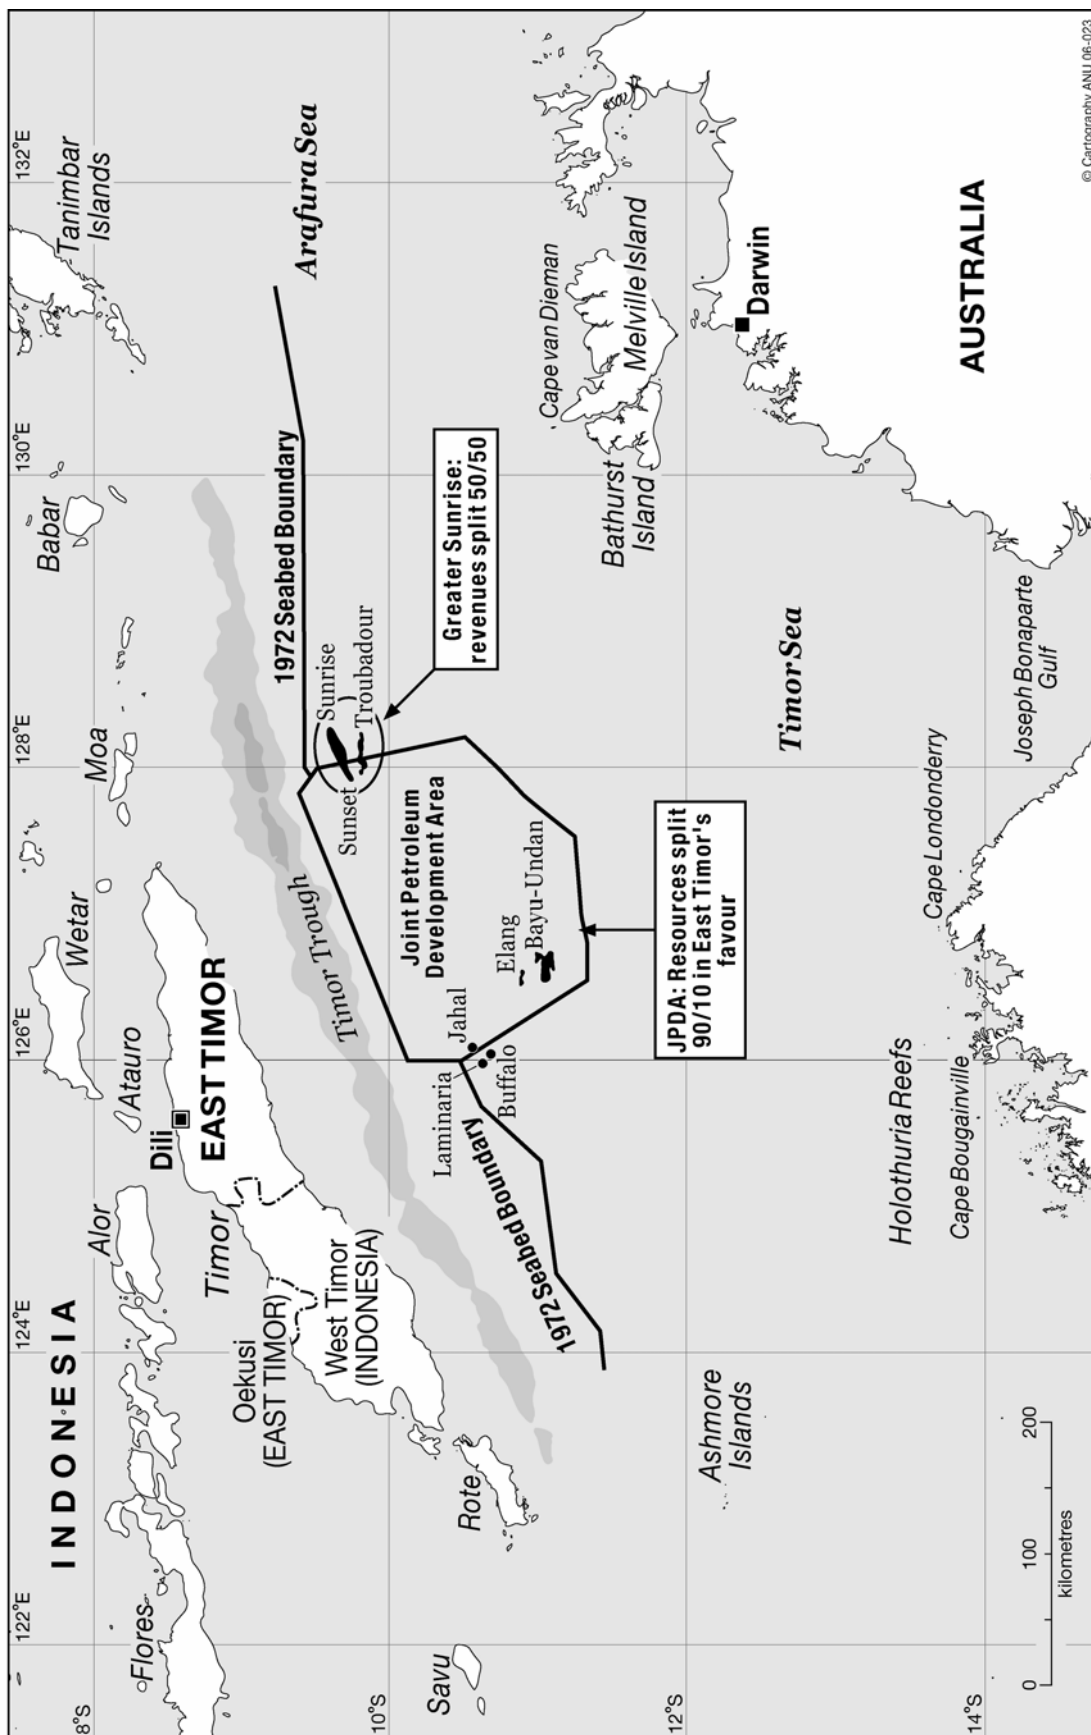 122°E
124°E
126°E
128°E
130°E
132°E
8°S
10°S
12°S
14°S
INDONESIA
Flores
Alor
Atauro
Wetar
Moa
Babar
Tanimbar
Islands
Dili
EAST TIMOR
Timor
Oekusi
(EAST TIMOR)
West Timor
(INDONESIA)
Rote
Savu
Timor Trough
1972 Seabed Boundary
Arafura Sea
Sunrise
Troubadour
Sunset
Greater Sunrise:
revenues split 50/50
Joint Petroleum
Development Area
Laminaria
Jahal
Buffalo
Elang
Bayu-Undan
1972 Seabed Boundary
JPDA: Resources split
90/10 in East Timor's
favour
Cape van Dieman
Melville Island
Bathurst
Island
Darwin
AUSTRALIA
Timor Sea
Ashmore
Islands
Holothuria Reefs
Cape Bougainville
Cape Londonderry
Joseph Bonaparte
Gulf
0 100 200
kilometres
© Cartography ANU 06-023